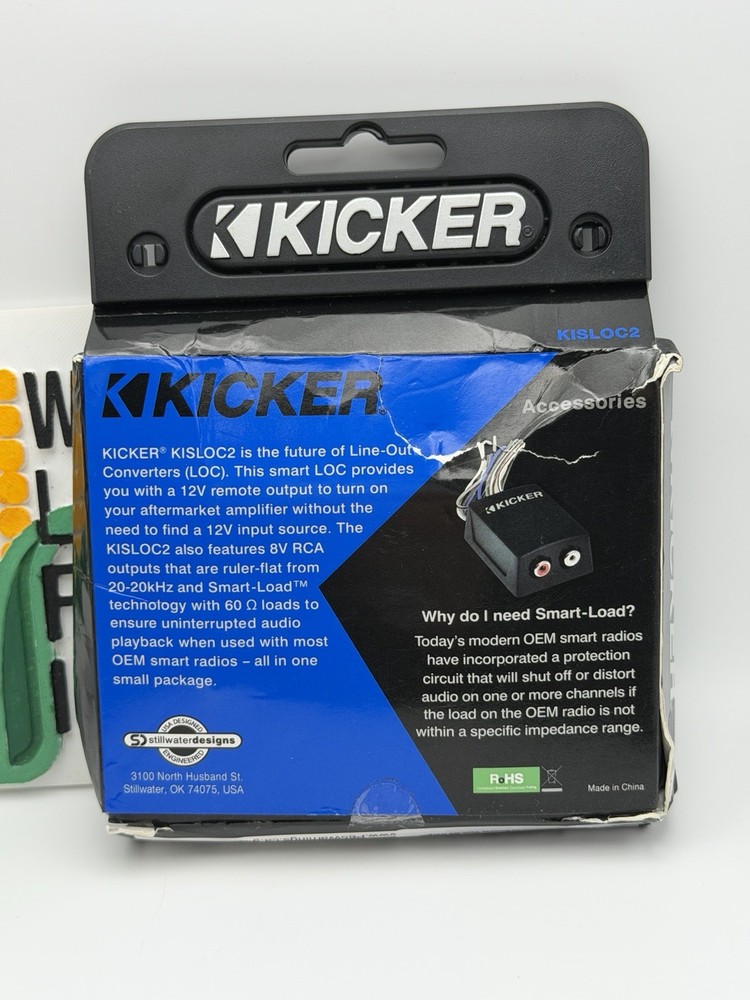 KICKER
KISLOC2
KICKER
Accessories
KICKER® KISLOC2 is the future of Line-Out
Converters (LOC). This smart LOC provides
you with a 12V remote output to turn on
your aftermarket amplifier without the
need to find a 12V input source. The
KISLOC2 also features 8V RCA
outputs that are ruler-flat from
20-20kHz and Smart-Load™
technology with 60 Ω loads to
ensure uninterrupted audio
playback when used with most
OEM smart radios – all in one
small package.
KICKER
Why do I need Smart-Load?
Today's modern OEM smart radios
have incorporated a protection
circuit that will shut off or distort
audio on one or more channels if
the load on the OEM radio is not
within a specific impedance range.
USA DESIGNED
stillwaterdesigns
ENGINEERED
3100 North Husband St.
Stillwater, OK 74075, USA
RoHS
Made in China
W
L
F